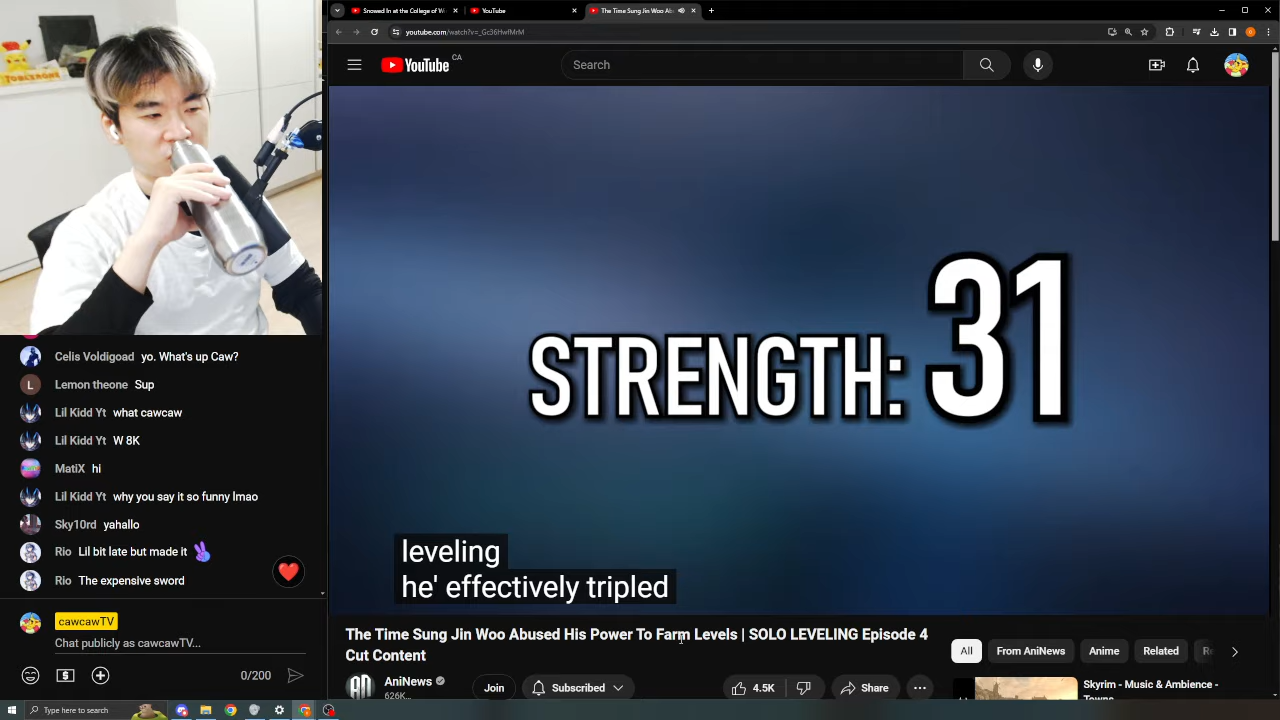 TOBLERONE
Snowed In at the College of W
YouTube
The Time Sung Jin Woo Ab
youtube.com/watch?v=_Gc36HwfMrM
YouTube CA
Search
STRENGTH: 31
leveling
he' effectively tripled
Celis Voldigoad yo. What's up Caw?
Lemon theone Sup
Lil Kidd Yt what cawcaw
Lil Kidd Yt W 8K
MatiX hi
Lil Kidd Yt why you say it so funny lmao
Sky10rd yahallo
Rio Lil bit late but made it
Rio The expensive sword
cawcawTV
Chat publicly as cawcawTV...
0/200
The Time Sung Jin Woo Abused His Power To Farm Levels | SOLO LEVELING Episode 4
Cut Content
AniNews
626K
Join
Subscribed
4.5K
Share
All
From AniNews
Anime
Related
Skyrim - Music & Ambience -
Towns
Type here to search